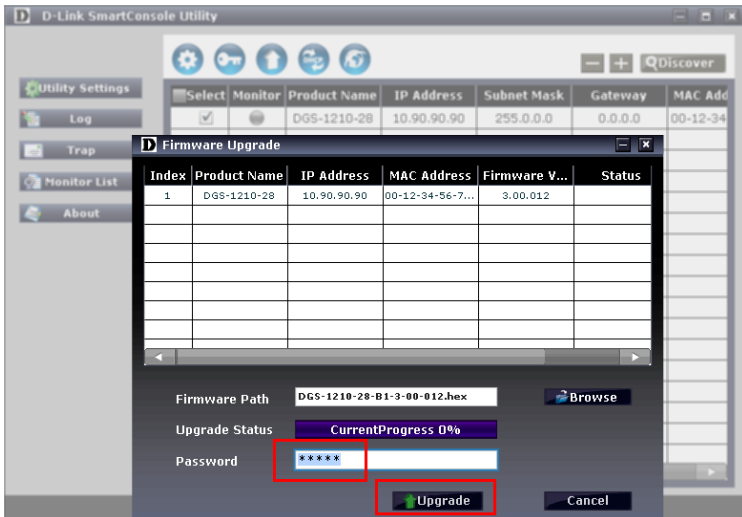 D-Link SmartConsole Utility
Discover
Utility Settings
Log
Trap
Monitor List
About
Select Monitor Product Name IP Address Subnet Mask Gateway MAC Add
DGS-1210-28 10.90.90.90 255.0.0.0 0.0.0.0 00-12-34
D Firmware Upgrade
Index Product Name IP Address MAC Address Firmware V... Status
1 DGS-1210-28 10.90.90.90 00-12-34-56-7... 3.00.012
Firmware Path DGS-1210-28-B1-3-00-012.hex Browse
Upgrade Status CurrentProgress 0%
Password *****
Upgrade Cancel